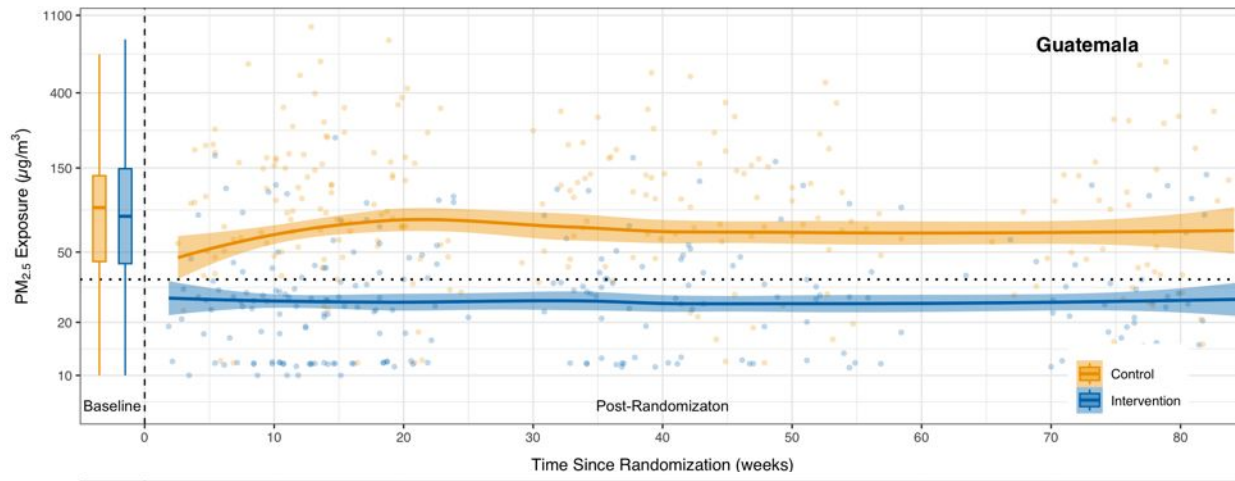 1100
Guatemala
400
150
50
20
10
PM2.5 Exposure (µg/m³)
Control
Intervention
Baseline
Post-Randomizaton
0 10 20 30 40 50 60 70 80
Time Since Randomization (weeks)